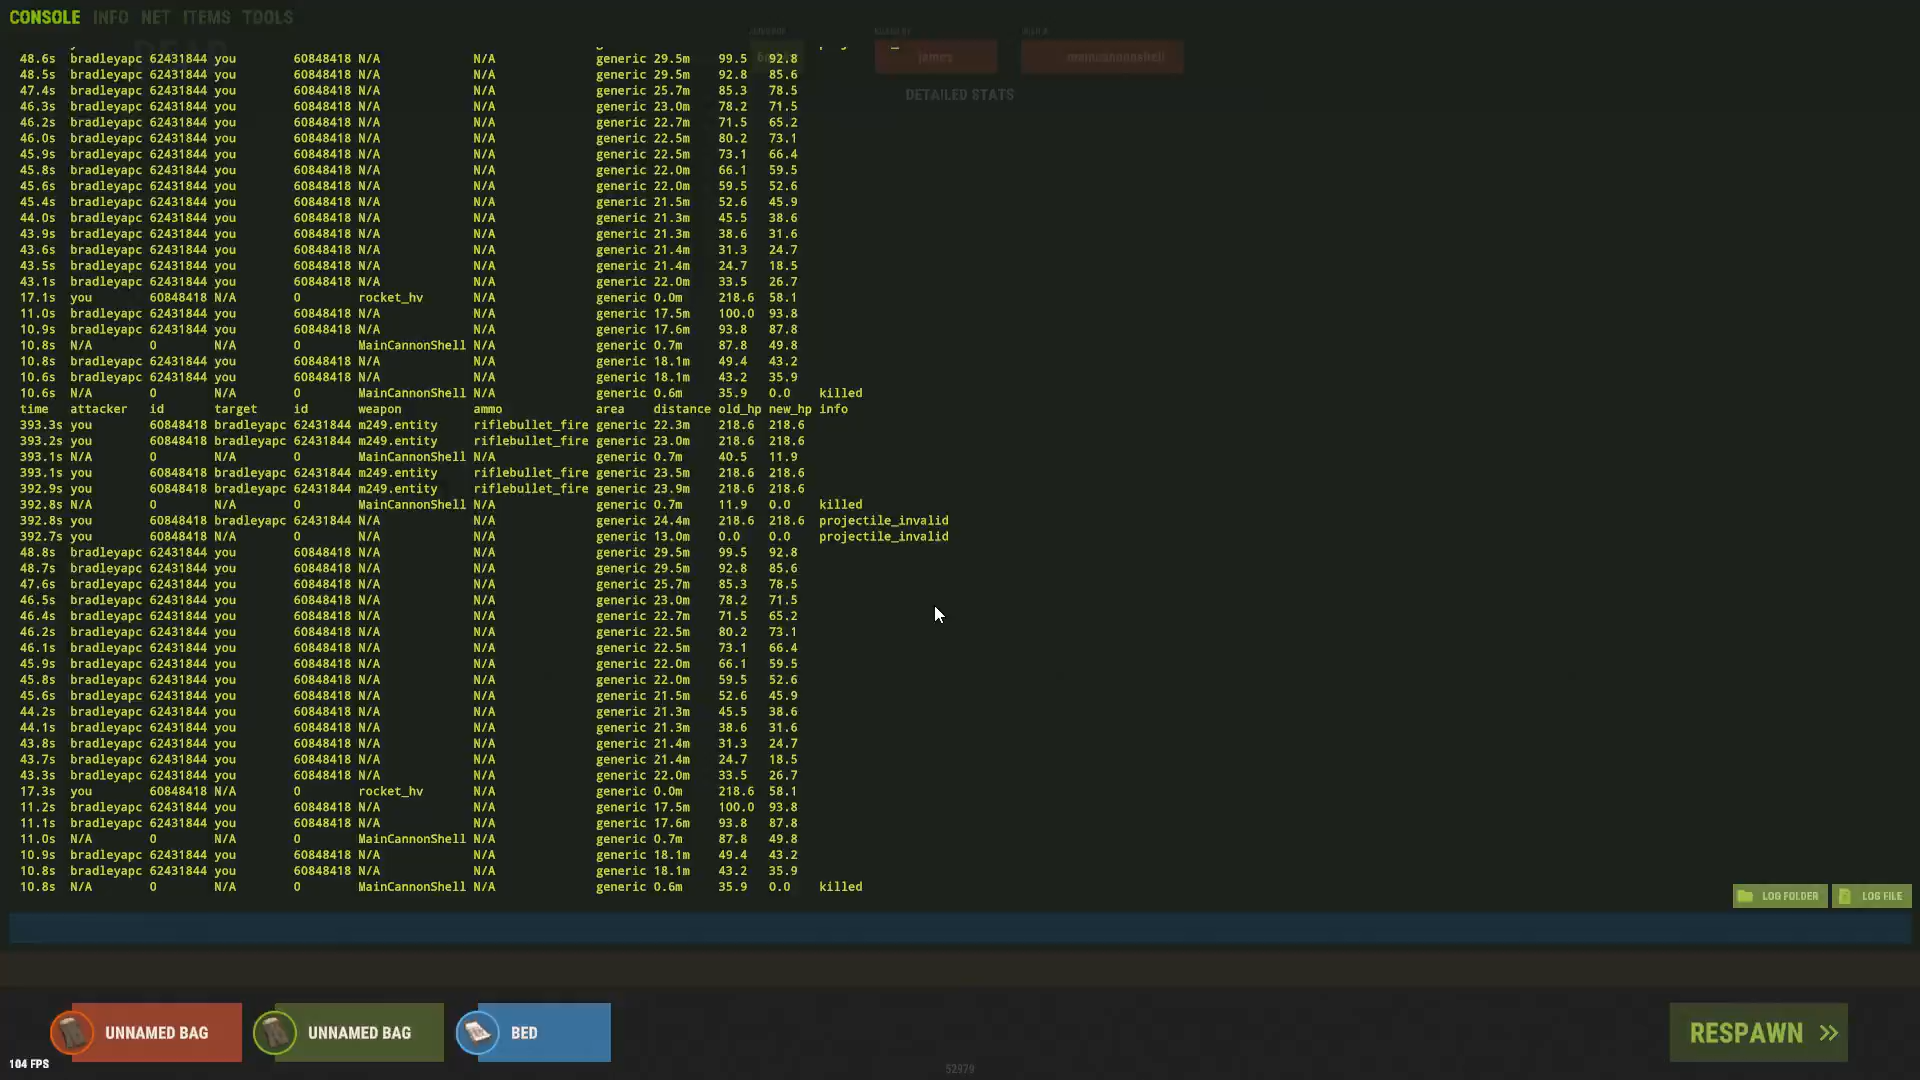 CONSOLE INFO NET ITEMS TOOLS
james mainocannonshell
DETAILED STATS
48.6s bradleyapc 62431844 you 60848418 N/A N/A generic 29.5m 99.5 92.8
48.5s bradleyapc 62431844 you 60848418 N/A N/A generic 29.5m 92.8 85.6
47.4s bradleyapc 62431844 you 60848418 N/A N/A generic 25.7m 85.3 78.5
46.3s bradleyapc 62431844 you 60848418 N/A N/A generic 23.0m 78.2 71.5
46.2s bradleyapc 62431844 you 60848418 N/A N/A generic 22.7m 71.5 65.2
46.0s bradleyapc 62431844 you 60848418 N/A N/A generic 22.5m 80.2 73.1
45.9s bradleyapc 62431844 you 60848418 N/A N/A generic 22.5m 73.1 66.4
45.8s bradleyapc 62431844 you 60848418 N/A N/A generic 22.0m 66.1 59.5
45.6s bradleyapc 62431844 you 60848418 N/A N/A generic 22.0m 59.5 52.6
45.4s bradleyapc 62431844 you 60848418 N/A N/A generic 21.5m 52.6 45.9
44.0s bradleyapc 62431844 you 60848418 N/A N/A generic 21.3m 45.5 38.6
43.9s bradleyapc 62431844 you 60848418 N/A N/A generic 21.3m 38.6 31.6
43.6s bradleyapc 62431844 you 60848418 N/A N/A generic 21.4m 31.3 24.7
43.5s bradleyapc 62431844 you 60848418 N/A N/A generic 21.4m 24.7 18.5
43.1s bradleyapc 62431844 you 60848418 N/A N/A generic 22.0m 33.5 26.7
17.1s you 60848418 N/A 0 rocket_hv N/A generic 0.0m 218.6 58.1
11.0s bradleyapc 62431844 you 60848418 N/A N/A generic 17.5m 100.0 93.8
10.9s bradleyapc 62431844 you 60848418 N/A N/A generic 17.6m 93.8 87.8
10.8s N/A 0 N/A 0 MainCannonShell N/A generic 0.7m 87.8 49.8
10.8s bradleyapc 62431844 you 60848418 N/A N/A generic 18.1m 49.4 43.2
10.6s bradleyapc 62431844 you 60848418 N/A N/A generic 18.1m 43.2 35.9
10.6s N/A 0 N/A 0 MainCannonShell N/A generic 0.6m 35.9 0.0 killed
time attacker id target id weapon ammo area distance old_hp new_hp info
393.3s you 60848418 bradleyapc 62431844 m249.entity riflebullet_fire generic 22.3m 218.6 218.6
393.2s you 60848418 bradleyapc 62431844 m249.entity riflebullet_fire generic 23.0m 218.6 218.6
393.1s N/A 0 N/A 0 MainCannonShell N/A generic 0.7m 40.5 11.9
393.1s you 60848418 bradleyapc 62431844 m249.entity riflebullet_fire generic 23.5m 218.6 218.6
392.9s you 60848418 bradleyapc 62431844 m249.entity riflebullet_fire generic 23.9m 218.6 218.6
392.8s N/A 0 N/A 0 MainCannonShell N/A generic 0.7m 11.9 0.0 killed
392.8s you 60848418 bradleyapc 62431844 N/A N/A generic 24.4m 218.6 218.6 projectile_invalid
392.7s you 60848418 N/A 0 N/A N/A generic 13.0m 0.0 0.0 projectile_invalid
48.8s bradleyapc 62431844 you 60848418 N/A N/A generic 29.5m 99.5 92.8
48.7s bradleyapc 62431844 you 60848418 N/A N/A generic 29.5m 92.8 85.6
47.6s bradleyapc 62431844 you 60848418 N/A N/A generic 25.7m 85.3 78.5
46.5s bradleyapc 62431844 you 60848418 N/A N/A generic 23.0m 78.2 71.5
46.4s bradleyapc 62431844 you 60848418 N/A N/A generic 22.7m 71.5 65.2
46.2s bradleyapc 62431844 you 60848418 N/A N/A generic 22.5m 80.2 73.1
46.1s bradleyapc 62431844 you 60848418 N/A N/A generic 22.5m 73.1 66.4
45.9s bradleyapc 62431844 you 60848418 N/A N/A generic 22.0m 66.1 59.5
45.8s bradleyapc 62431844 you 60848418 N/A N/A generic 22.0m 59.5 52.6
45.6s bradleyapc 62431844 you 60848418 N/A N/A generic 21.5m 52.6 45.9
44.2s bradleyapc 62431844 you 60848418 N/A N/A generic 21.3m 45.5 38.6
44.1s bradleyapc 62431844 you 60848418 N/A N/A generic 21.3m 38.6 31.6
43.8s bradleyapc 62431844 you 60848418 N/A N/A generic 21.4m 31.3 24.7
43.7s bradleyapc 62431844 you 60848418 N/A N/A generic 21.4m 24.7 18.5
43.3s bradleyapc 62431844 you 60848418 N/A N/A generic 22.0m 33.5 26.7
17.3s you 60848418 N/A 0 rocket_hv N/A generic 0.0m 218.6 58.1
11.2s bradleyapc 62431844 you 60848418 N/A N/A generic 17.5m 100.0 93.8
11.1s bradleyapc 62431844 you 60848418 N/A N/A generic 17.6m 93.8 87.8
11.0s N/A 0 N/A 0 MainCannonShell N/A generic 0.7m 87.8 49.8
10.9s bradleyapc 62431844 you 60848418 N/A N/A generic 18.1m 49.4 43.2
10.8s bradleyapc 62431844 you 60848418 N/A N/A generic 18.1m 43.2 35.9
10.8s N/A 0 N/A 0 MainCannonShell N/A generic 0.6m 35.9 0.0 killed
LOG FOLDER LOG FILE
UNNAMED BAG UNNAMED BAG BED RESPAWN
104 FPS
52979